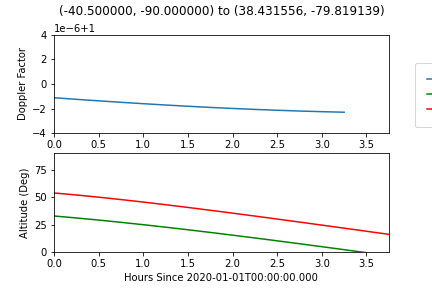 (-40.500000, -90.000000) to (38.431556, -79.819139)
1e−6+1
4
2
0
−2
−4
Doppler Factor
0.0 0.5 1.0 1.5 2.0 2.5 3.0 3.5
75
50
25
0
Altitude (Deg)
0.0 0.5 1.0 1.5 2.0 2.5 3.0 3.5
Hours Since 2020-01-01T00:00:00.000